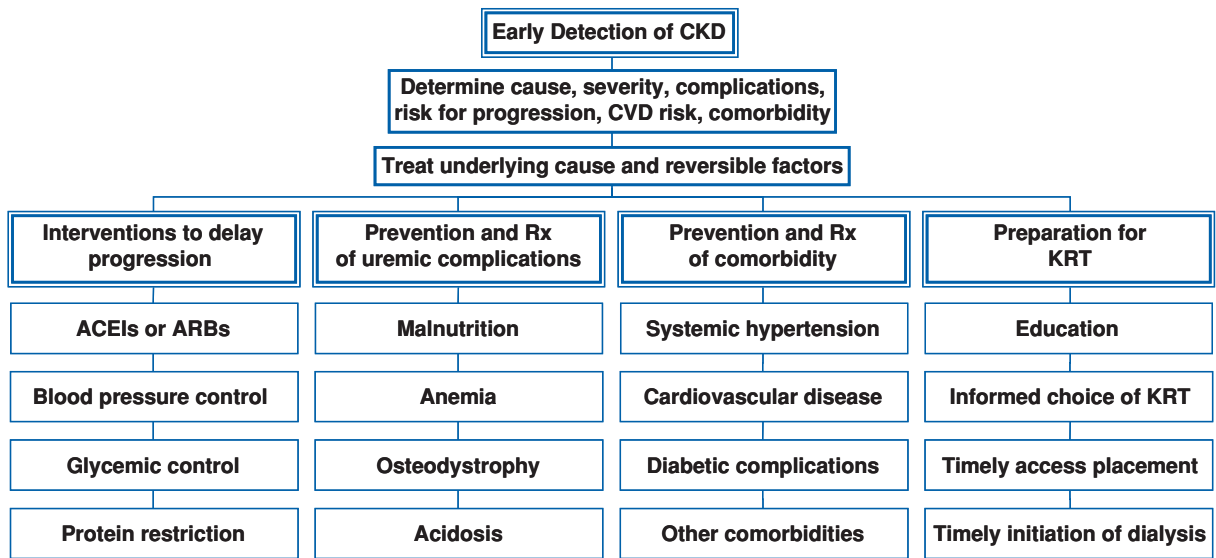 Early Detection of CKD
Determine cause, severity, complications,
risk for progression, CVD risk, comorbidity
Treat underlying cause and reversible factors
Interventions to delay
progression
ACEIs or ARBs
Blood pressure control
Glycemic control
Protein restriction
Prevention and Rx
of uremic complications
Malnutrition
Anemia
Osteodystrophy
Acidosis
Prevention and Rx
of comorbidity
Systemic hypertension
Cardiovascular disease
Diabetic complications
Other comorbidities
Preparation for
KRT
Education
Informed choice of KRT
Timely access placement
Timely initiation of dialysis